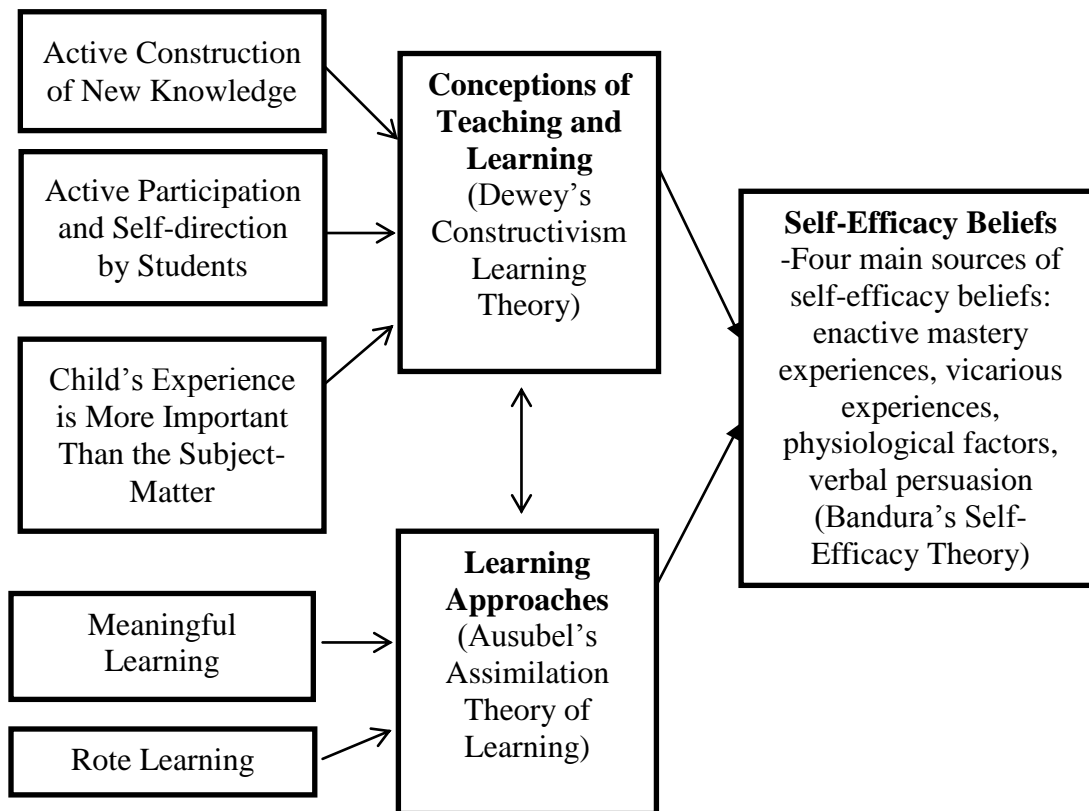 Active Construction
of New Knowledge
Active Participation
and Self-direction
by Students
Child’s Experience
is More Important
Than the Subject-
Matter
Meaningful
Learning
Rote Learning
Conceptions of
Teaching and
Learning
(Dewey’s
Constructivism
Learning
Theory)
Learning
Approaches
(Ausubel’s
Assimilation
Theory of
Learning)
Self-Efficacy Beliefs
-Four main sources of
self-efficacy beliefs:
enactive mastery
experiences, vicarious
experiences,
physiological factors,
verbal persuasion
(Bandura’s Self-
Efficacy Theory)